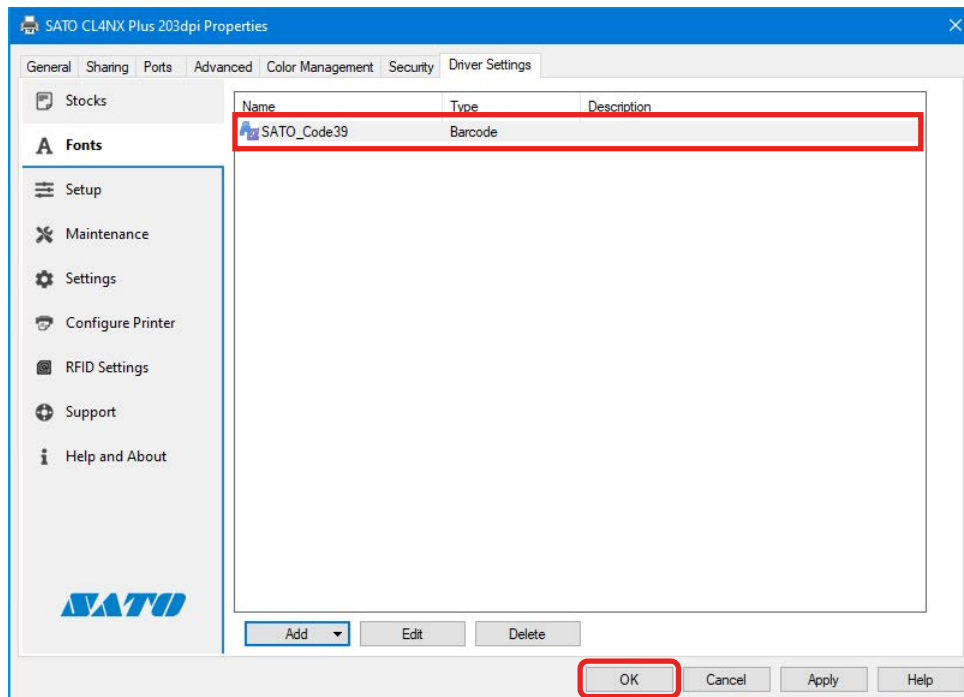 SATO CL4NX Plus 203dpi Properties
General Sharing Ports Advanced Color Management Security Driver Settings
Stocks
Fonts
Setup
Maintenance
Settings
Configure Printer
RFID Settings
Support
Help and About
SATO
Name Type Description
SATO_Code39 Barcode
Add Edit Delete
OK Cancel Apply Help